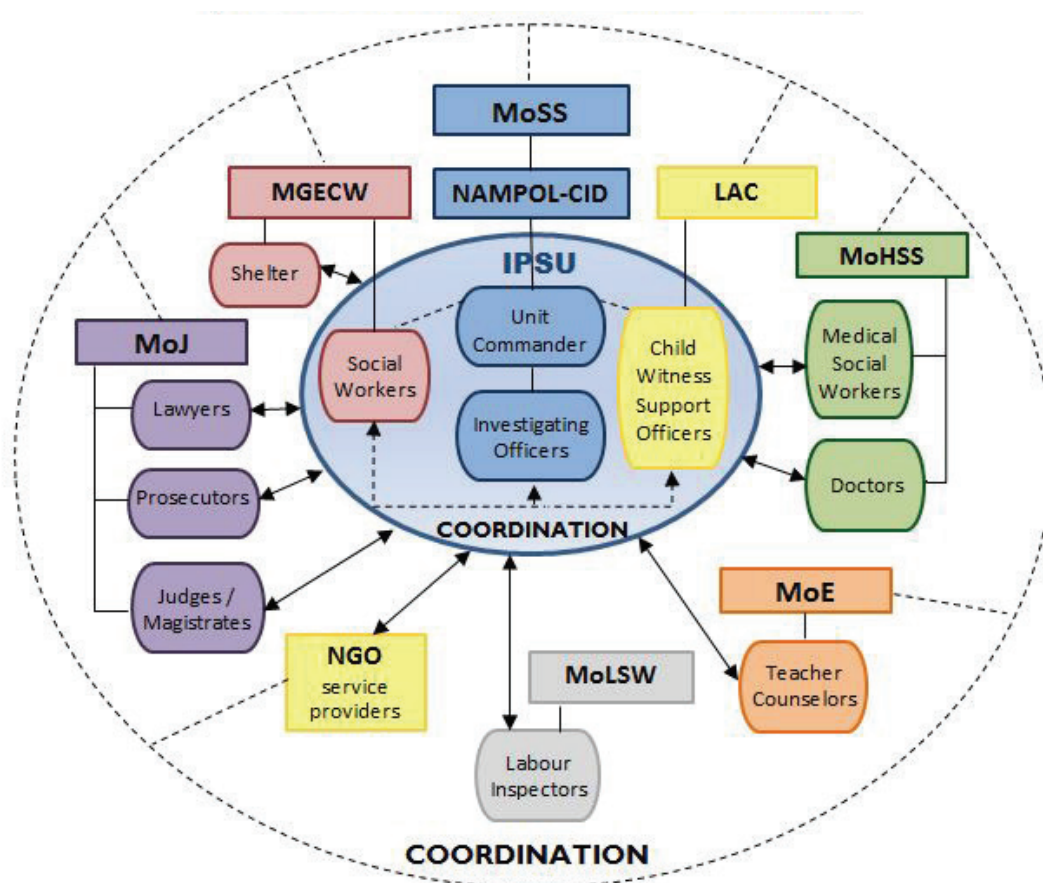 MoSS
MGECW
NAMPOL-CID
LAC
Shelter
IPSU
MoHSS
MoJ
Social
Workers
Unit
Commander
Child
Witness
Support
Officers
Medical
Social
Workers
Lawyers
Investigating
Officers
Prosecutors
Doctors
COORDINATION
Judges /
Magistrates
MoE
NGO
service
providers
MoLSW
Teacher
Counselors
Labour
Inspectors
COORDINATION